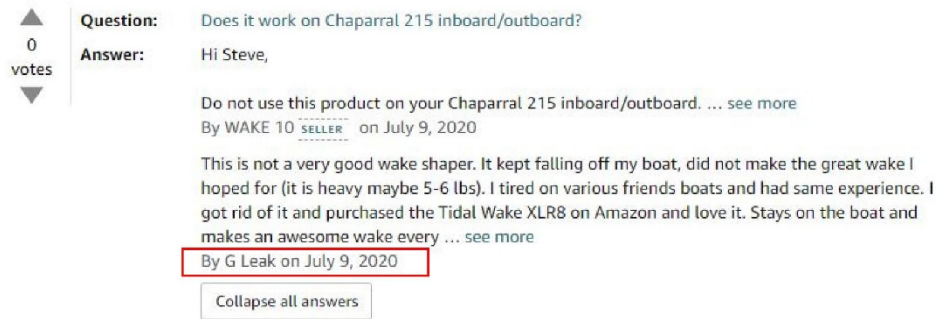 Question: Does it work on Chaparral 215 inboard/outboard?
0
votes
Answer: Hi Steve,
Do not use this product on your Chaparral 215 inboard/outboard. ... see more
By WAKE 10 SELLER on July 9, 2020
This is not a very good wake shaper. It kept falling off my boat, did not make the great wake I
hoped for (it is heavy maybe 5-6 lbs). I tired on various friends boats and had same experience. I
got rid of it and purchased the Tidal Wake XLR8 on Amazon and love it. Stays on the boat and
makes an awesome wake every ... see more
By G Leak on July 9, 2020
Collapse all answers